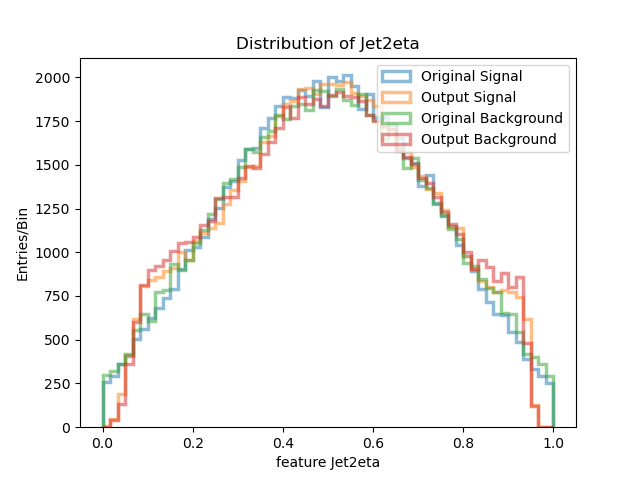 Distribution of Jet2eta
Original Signal
Output Signal
Original Background
Output Background
Entries/Bin
2000
1750
1500
1250
1000
750
500
250
0
0.0 0.2 0.4 0.6 0.8 1.0
feature Jet2eta